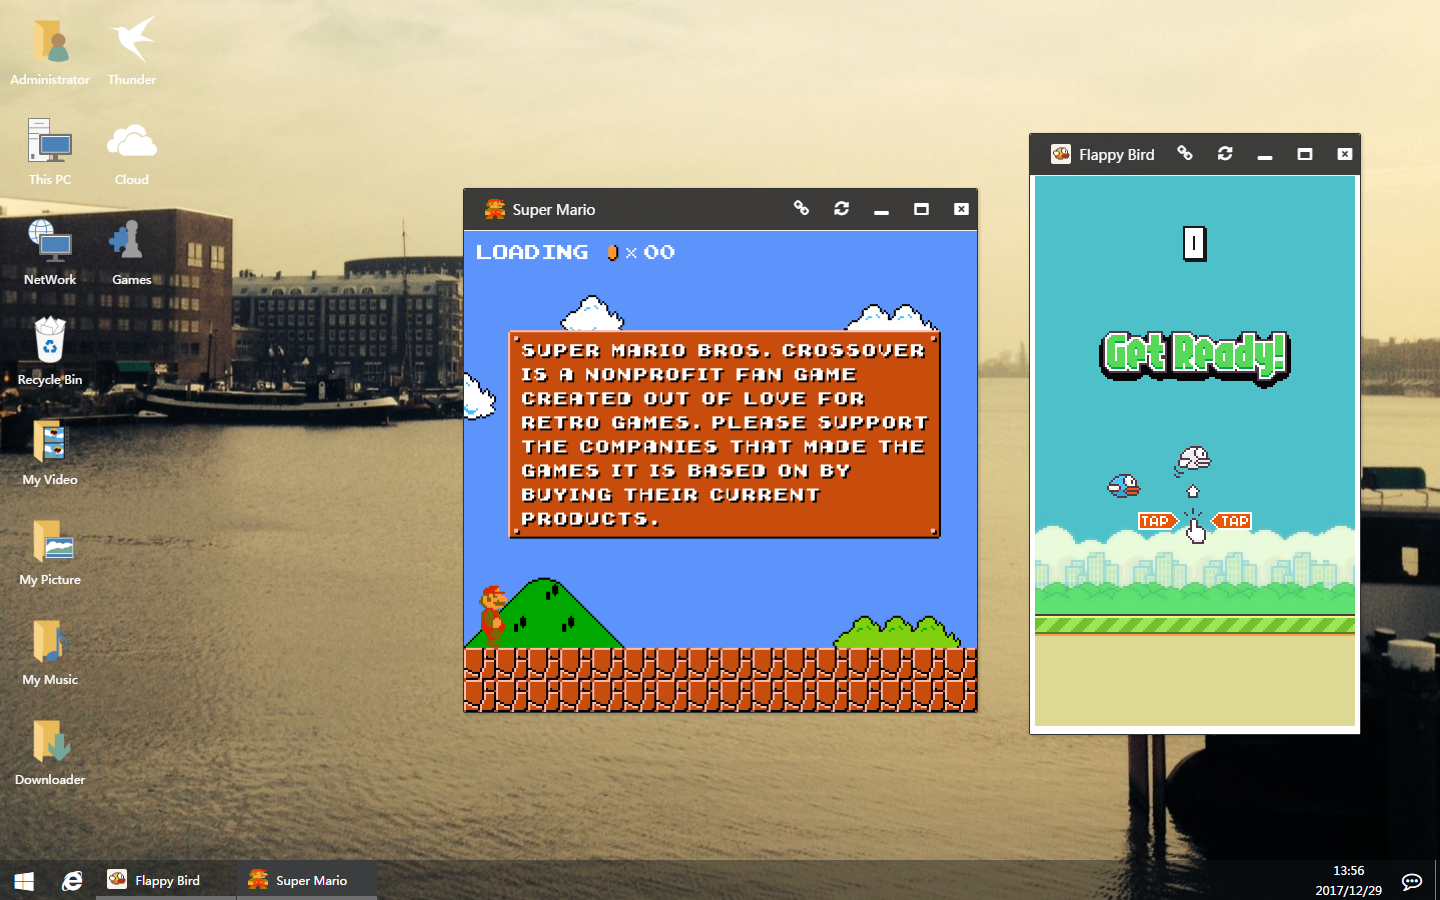 Administrator
Thunder
This PC
Cloud
NetWork
Games
Recycle Bin
My Video
My Picture
My Music
Downloader
Super Mario
LOADING × 00
SUPER MARIO BROS. CROSSOVER
IS A NONPROFIT FAN GAME
CREATED OUT OF LOVE FOR
RETRO GAMES. PLEASE SUPPORT
THE COMPANIES THAT MADE THE
GAMES IT IS BASED ON BY
BUYING THEIR CURRENT
PRODUCTS.
Flappy Bird
Get Ready!
TAP TAP
Flappy Bird
Super Mario
13:56
2017/12/29